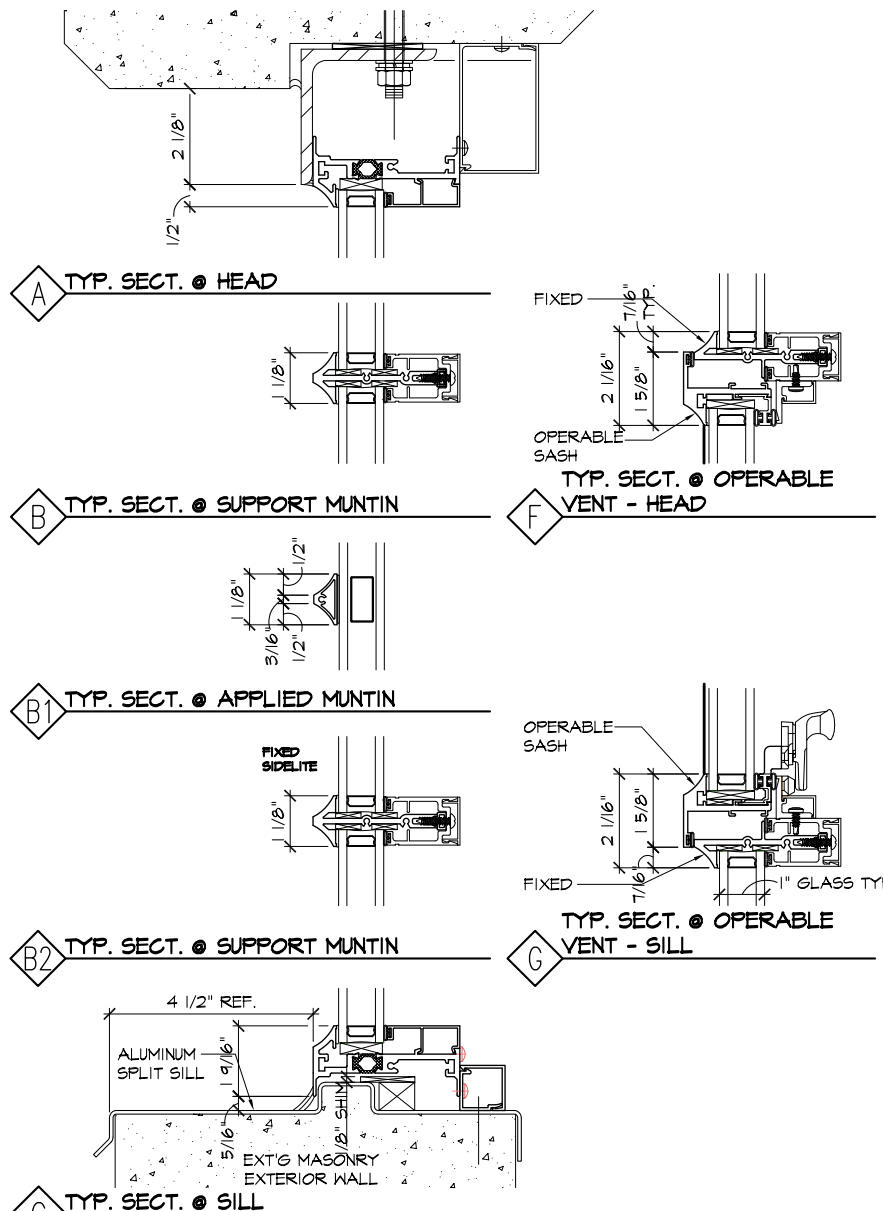 2 1/8"
1/2"
A
TYP. SECT. @ HEAD
1 1/8"
B
TYP. SECT. @ SUPPORT MUNTIN
FIXED
7/16"
TYP.
2 1/16"
1 5/8"
OPERABLE
SASH
F
TYP. SECT. @ OPERABLE
VENT - HEAD
1 1/8"
1/2"
3/16"
1/2"
B1
TYP. SECT. @ APPLIED MUNTIN
FIXED
SIDELITE
1 1/8"
B2
TYP. SECT. @ SUPPORT MUNTIN
OPERABLE
SASH
2 1/16"
1 5/8"
7/16"
FIXED
1" GLASS TYP
G
TYP. SECT. @ OPERABLE
VENT - SILL
4 1/2" REF.
ALUMINUM
SPLIT SILL
1 9/16"
5/16"
1/8" SHIM
EXT'G MASONRY
EXTERIOR WALL
TYP. SECT. @ SILL